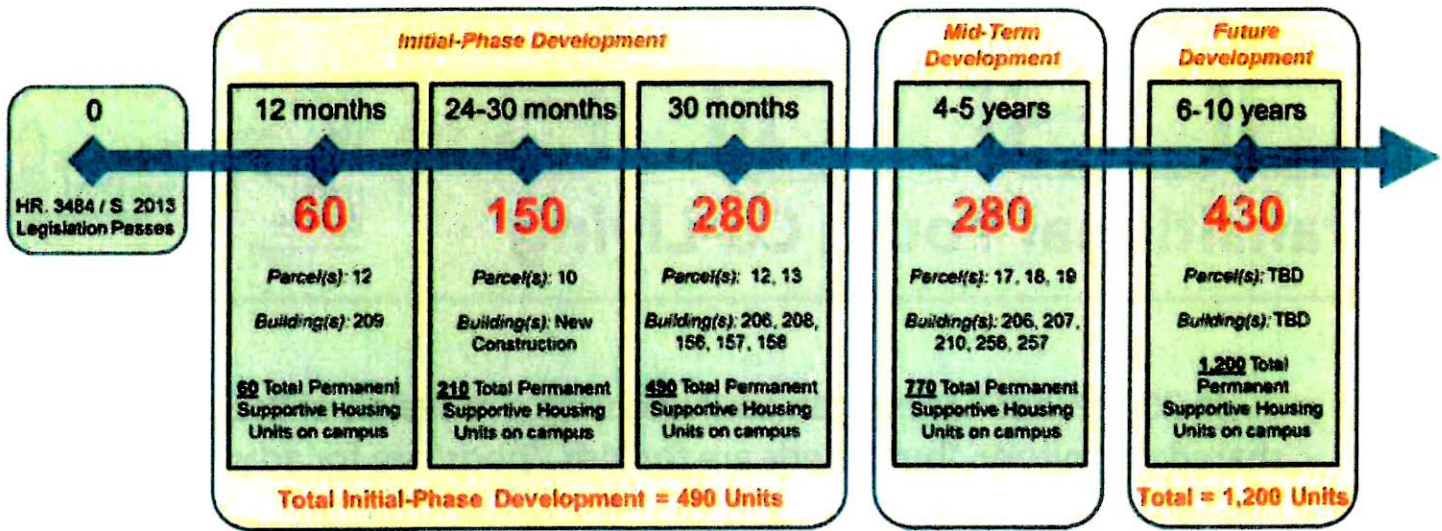 Initial-Phase Development
Mid-Term
Development
Future
Development
0
HR. 3484 / S. 2013
Legislation Passes
12 months
60
Parcel(s): 12
Building(s): 209
60 Total Permanent
Supportive Housing
Units on campus
24-30 months
150
Parcel(s): 10
Building(s): New
Construction
210 Total Permanent
Supportive Housing
Units on campus
30 months
280
Parcel(s): 12, 13
Building(s): 208,
156, 157, 158
490 Total Permanent
Supportive Housing
Units on campus
4-5 years
280
Parcel(s): 17, 18, 19
Building(s): 206, 207,
210, 256, 257
770 Total Permanent
Supportive Housing
Units on campus
6-10 years
430
Parcel(s): TBD
Building(s): TBD
1,200 Total
Permanent
Supportive Housing
Units on campus
Total Initial-Phase Development = 490 Units
Total = 1,200 Units